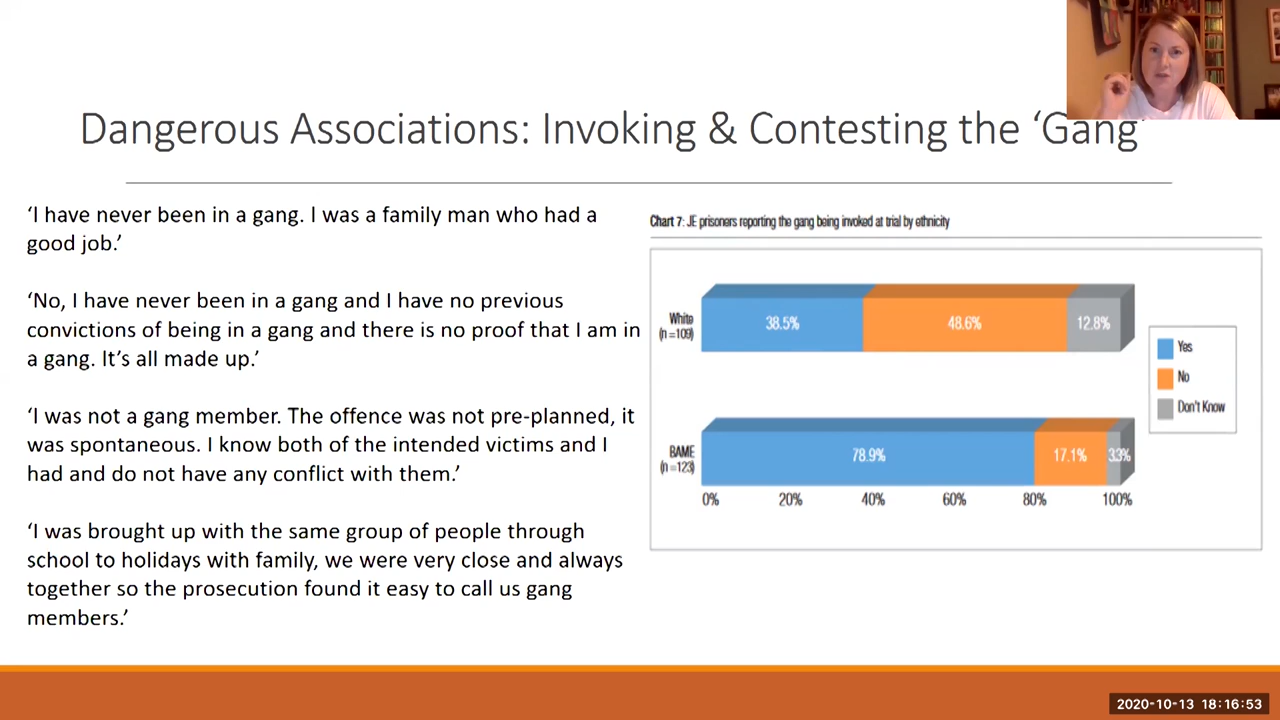 Dangerous Associations: Invoking & Contesting the ‘Gang’
‘I have never been in a gang. I was a family man who had a
good job.’
‘No, I have never been in a gang and I have no previous
convictions of being in a gang and there is no proof that I am in
a gang. It’s all made up.’
‘I was not a gang member. The offence was not pre-planned, it
was spontaneous. I know both of the intended victims and I
had and do not have any conflict with them.’
‘I was brought up with the same group of people through
school to holidays with family, we were very close and always
together so the prosecution found it easy to call us gang
members.’
Chart 7: JE prisoners reporting the gang being invoked at trial by ethnicity
White
(n=109)
38.5%
48.6%
12.8%
BAME
(n=123)
78.9%
17.1%
3.3%
0%
20%
40%
60%
80%
100%
Yes
No
Don't Know
2020-10-13 18:16:53